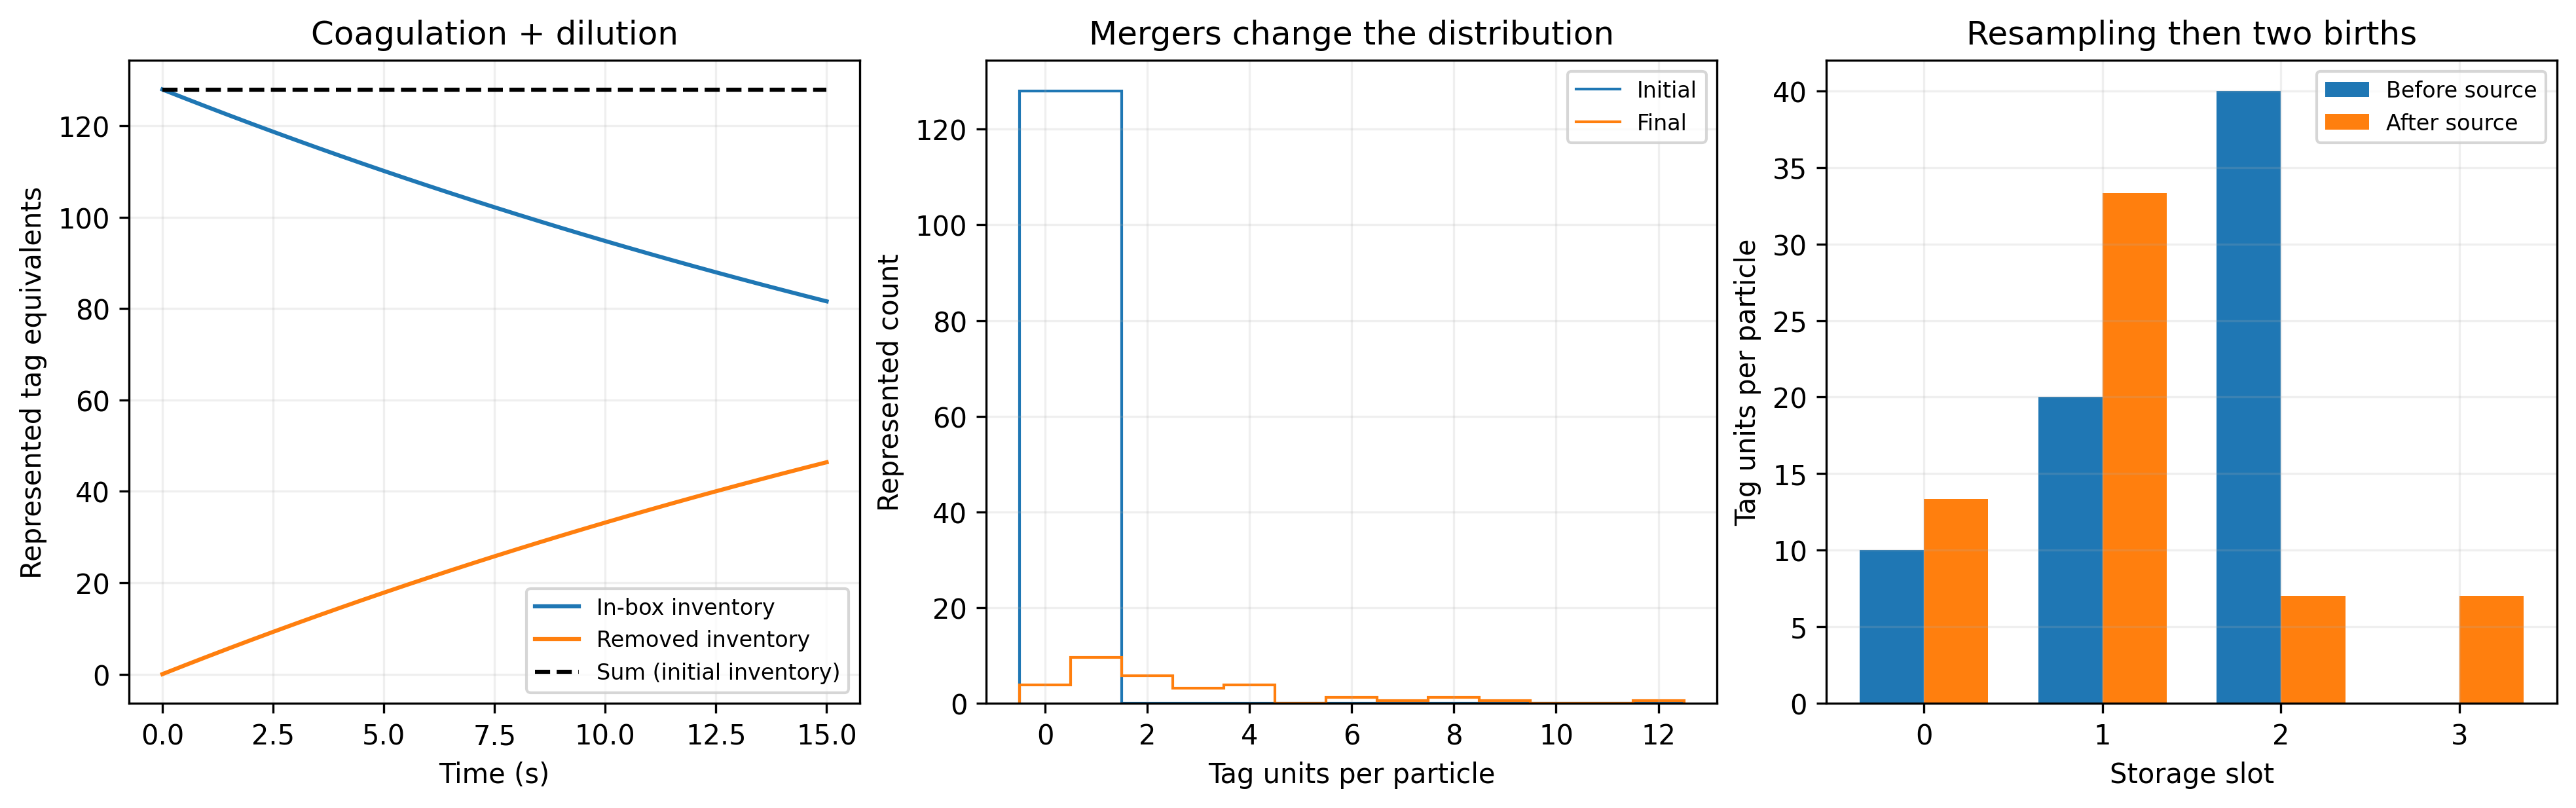 Coagulation + dilution
Represented tag equivalents
120
100
80
60
40
20
0
In-box inventory
Removed inventory
Sum (initial inventory)
0.0 2.5 5.0 7.5 10.0 12.5 15.0
Time (s)
Mergers change the distribution
Represented count
120
100
80
60
40
20
0
Initial
Final
0 2 4 6 8 10 12
Tag units per particle
Resampling then two births
Tag units per particle
40
35
30
25
20
15
10
5
0
Before source
After source
0 1 2 3
Storage slot